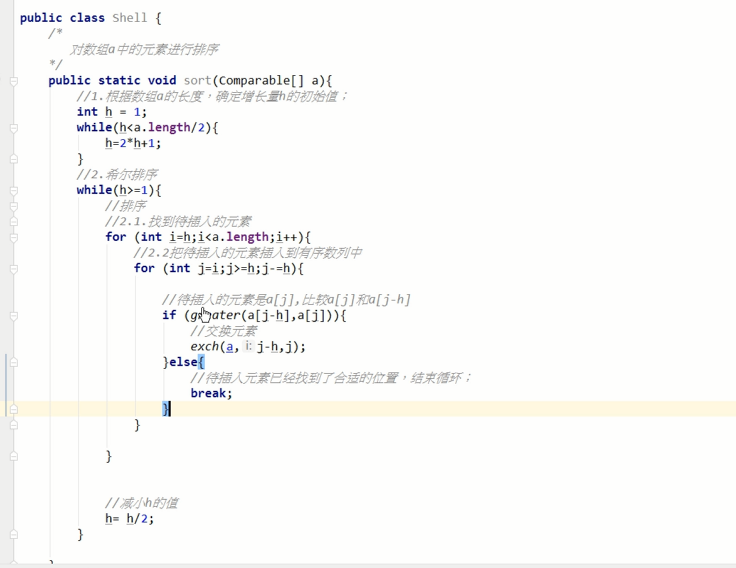 public class Shell {
/*
对数组a中的元素进行排序
*/
public static void sort(Comparable[] a){
//1.根据数组a的长度，确定增长量h的初始值；
int h = 1;
while(h<a.length/2){
h=2*h+1;
}
//2.希尔排序
while(h>=1){
//排序
//2.1.找到待插入的元素
for (int i=h;i<a.length;i++){
//2.2把待插入的元素插入到有序数列中
for (int j=i;j>=h;j-=h){
//待插入的元素是a[j],比较a[j]和a[j-h]
if (greater(a[j-h],a[j])){
//交换元素
exch(a, i: j-h,j);
}else{
//待插入元素已经找到了合适的位置，结束循环；
break;
}
}
}
//减小h的值
h= h/2;
}